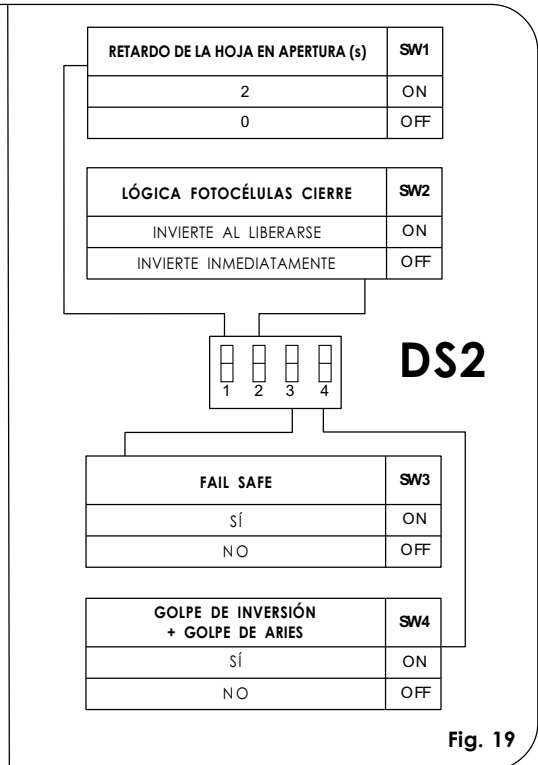 RETARDO DE LA HOJA EN APERTURA (s) SW1
2 ON
0 OFF
LÓGICA FOTOCÉLULAS CIERRE SW2
INVIERTE AL LIBERARSE ON
INVIERTE INMEDIATAMENTE OFF
DS2
1 2 3 4
FAIL SAFE SW3
SÍ ON
NO OFF
GOLPE DE INVERSIÓN
+ GOLPE DE ARIES SW4
SÍ ON
NO OFF
Fig. 19